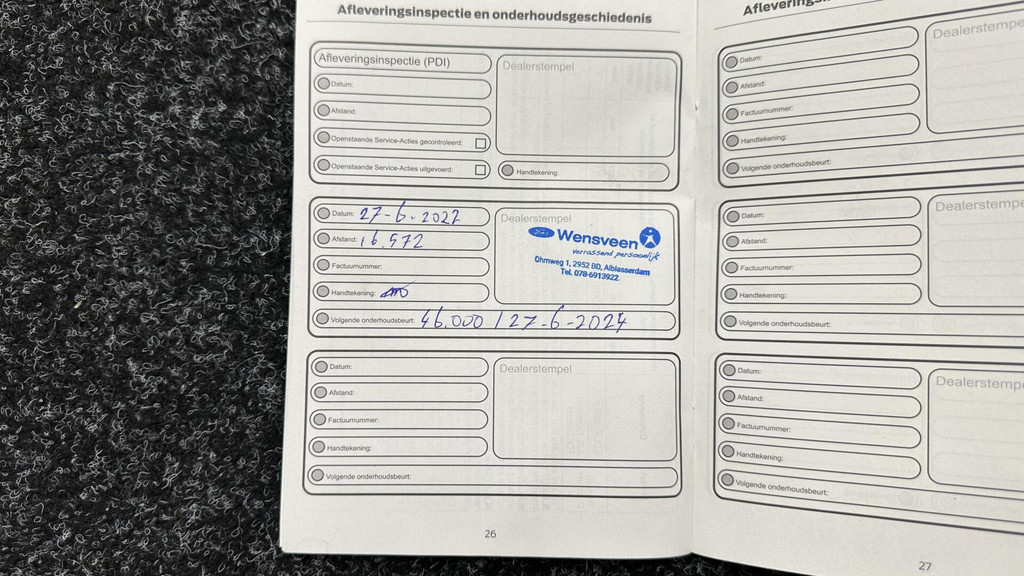 Afleveringsinspectie en onderhoudsgeschiedenis
Afleveringsinspectie (PDI)
Dealerstempel
Datum:
Afstand:
Openstaande Service-Acties gecontroleerd:
Openstaande Service-Acties uitgevoerd:
Handtekening:
Datum: 27-6-2022
Dealerstempel
Afstand: 16.572
Factuurnummer:
Handtekening:
Volgende onderhoudsbeurt: 46.000 / 27-6-2024
Wensveen
verrassend persoonlijk
Ohmweg 1, 2952 BD, Alblasserdam
Tel. 078-6913922
Datum:
Dealerstempel
Afstand:
Factuurnummer:
Handtekening:
Volgende onderhoudsbeurt:
26
Datum:
Dealerstempe
Afstand:
Factuurnummer:
Handtekening:
Volgende onderhoudsbeurt:
Datum:
Dealerstempe
Afstand:
Factuurnummer:
Handtekening:
Volgende onderhoudsbeurt:
Datum:
Dealerstempe
Afstand:
Factuurnummer:
Handtekening:
Volgende onderhoudsbeurt:
27